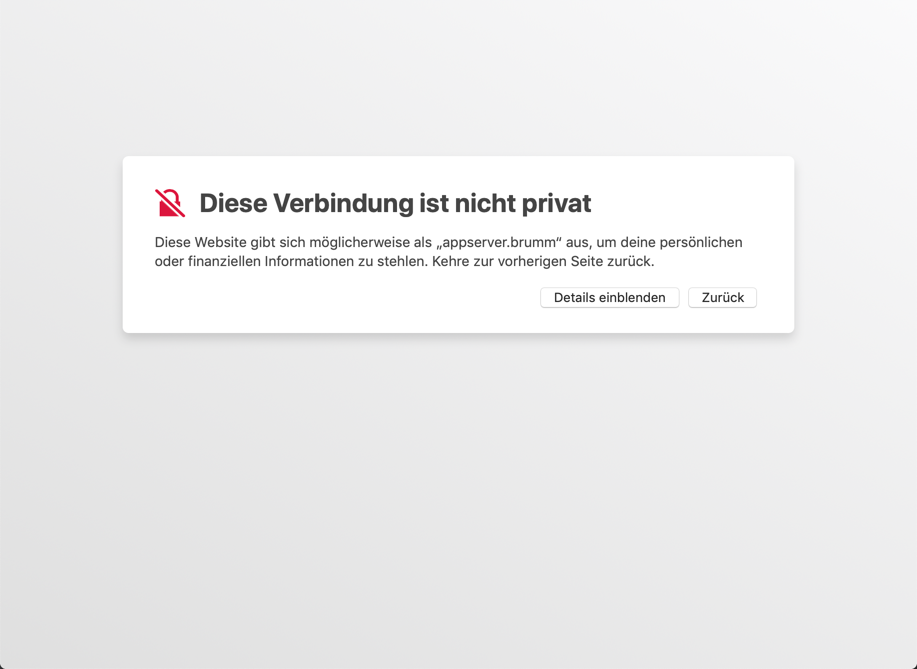 Diese Verbindung ist nicht privat
Diese Website gibt sich möglicherweise als „appserver.brumm“ aus, um deine persönlichen
oder finanziellen Informationen zu stehlen. Kehre zur vorherigen Seite zurück.
Details einblenden
Zurück